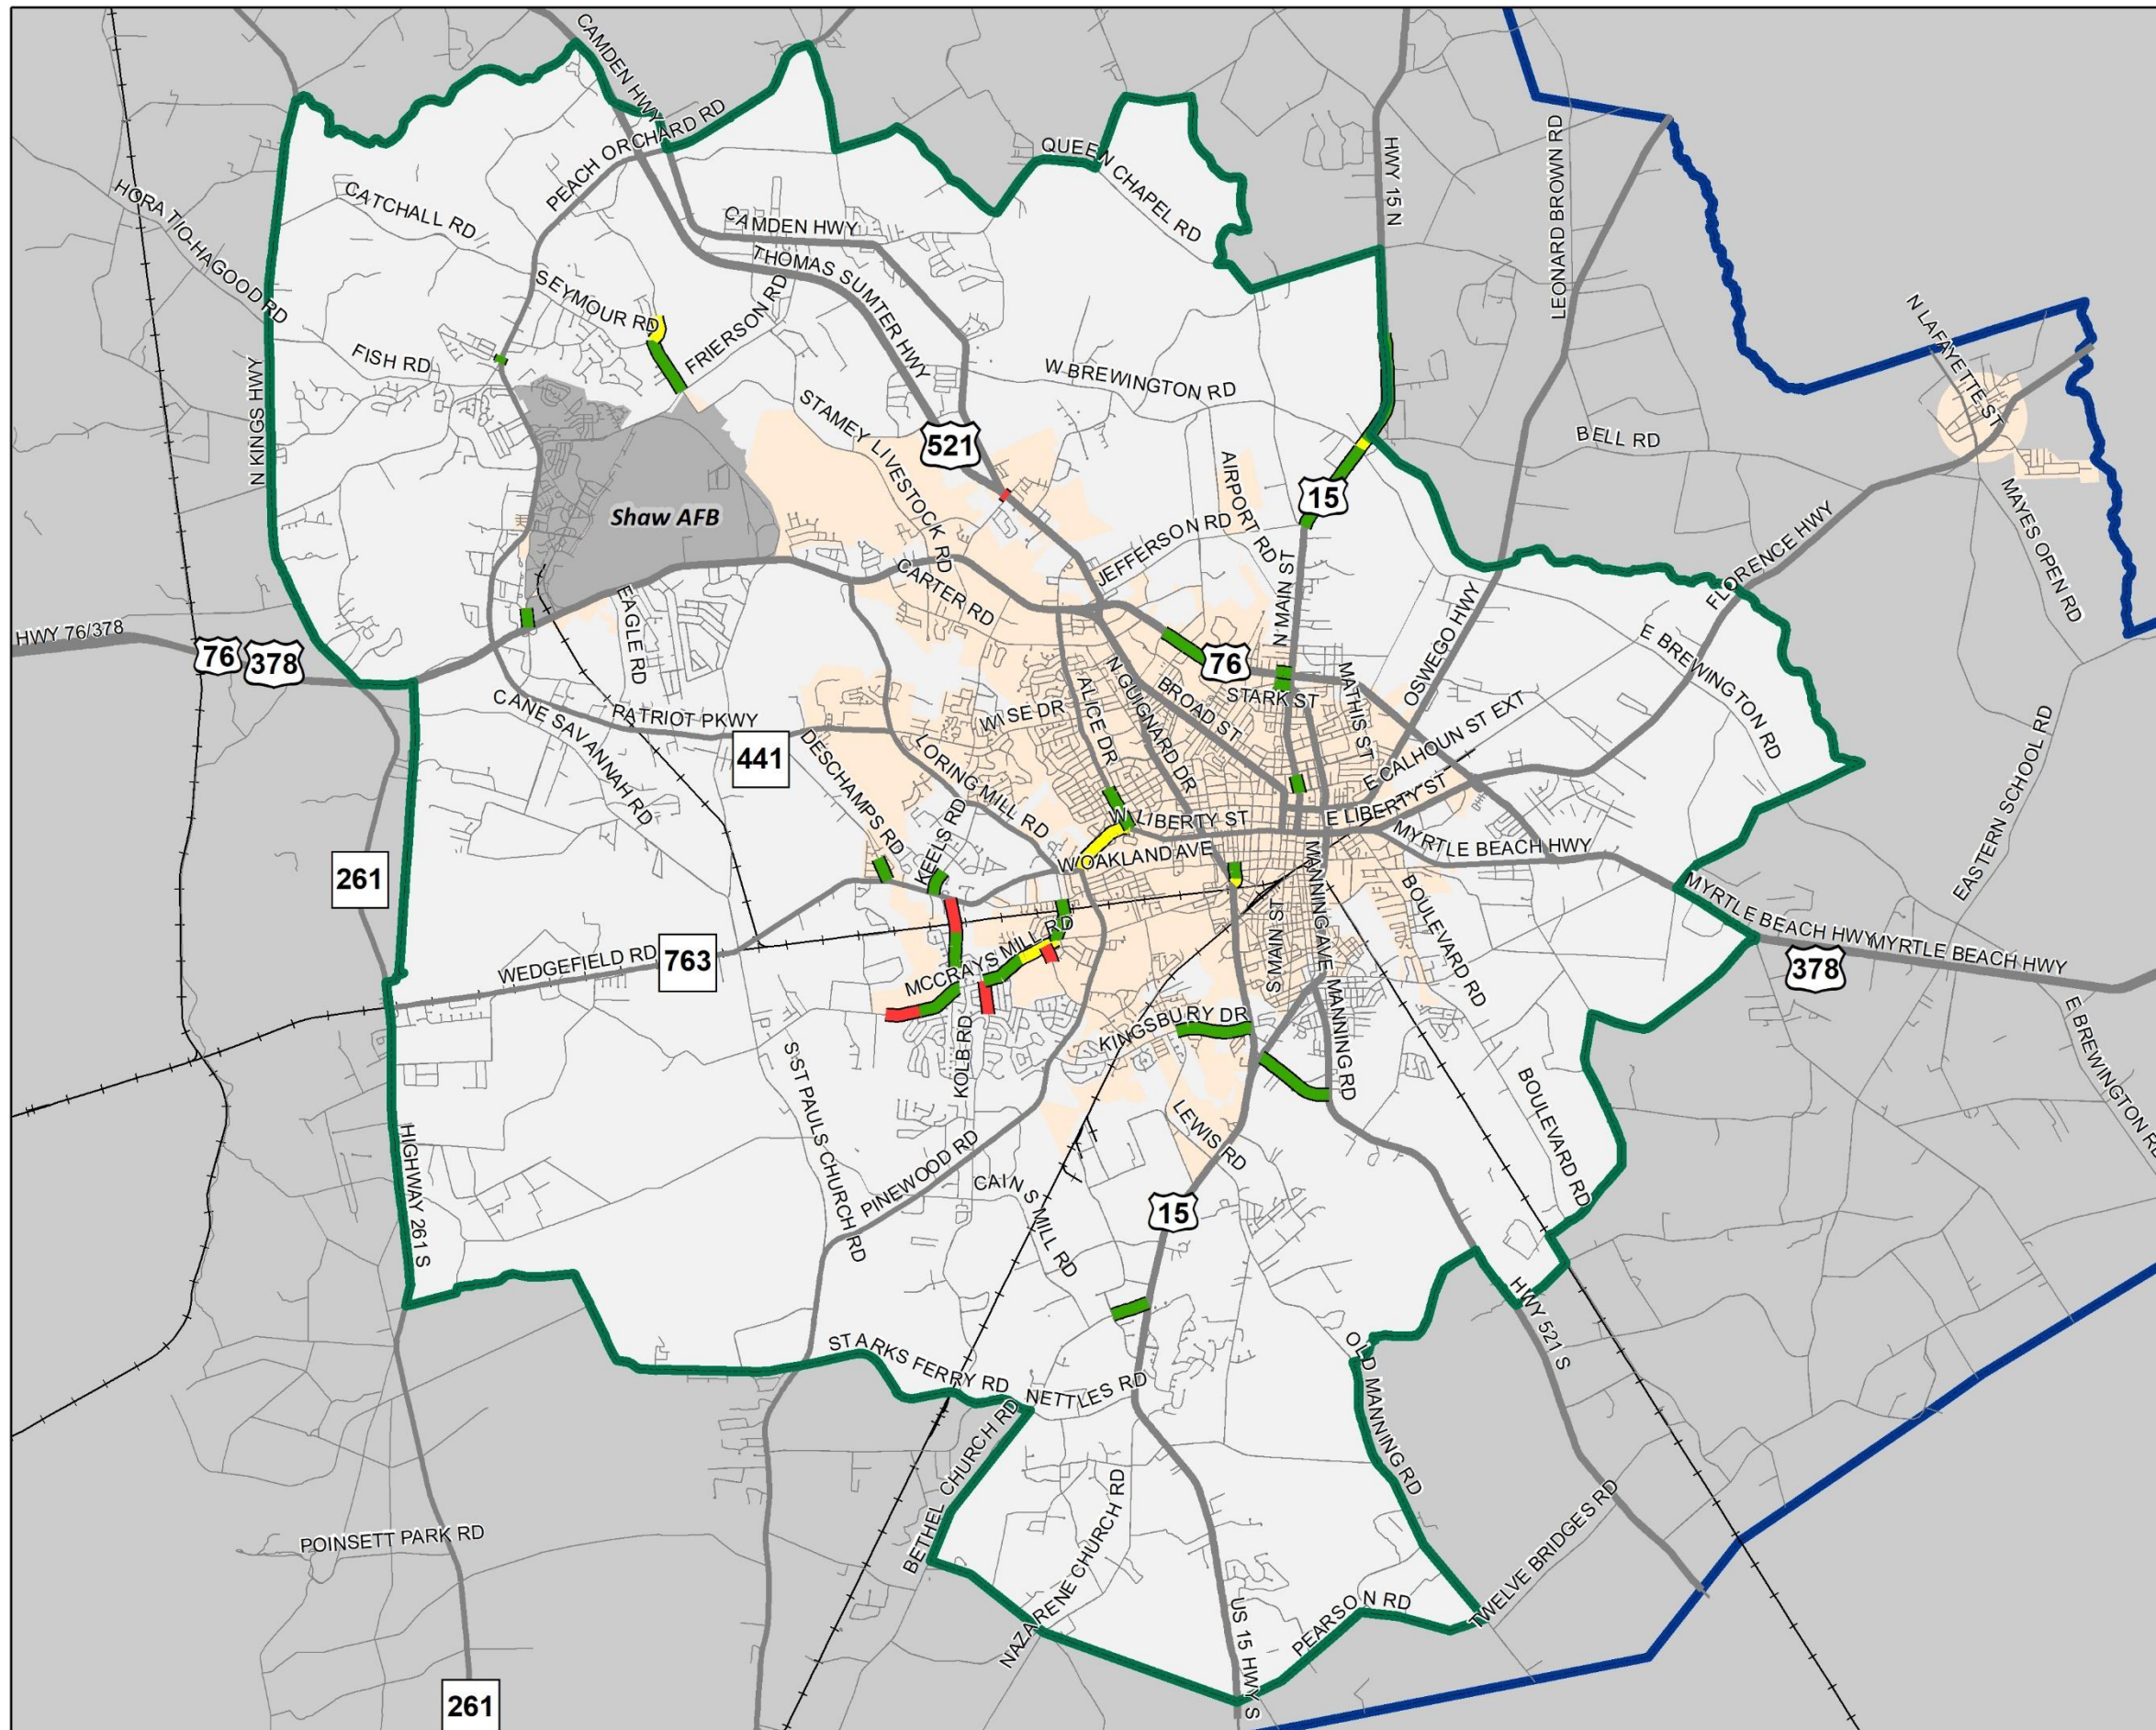 CAMDEN HWY
PEACH ORCHARD RD
QUEEN CHAPEL RD
HWY 15 N
LEONARD BROWN RD
HORATIO-HAGOOD RD
CATCHALL RD
CAMDEN HWY
THOMAS SUMTER HWY
SEYMOUR RD
FRIERSON RD
N LAFAYETTE ST
FISH RD
N KINGS HWY
W BREWINGTON RD
STAMEY LIVESTOCK RD
521
BELL RD
AIRPORT RD
15
MAYES OPEN RD
Shaw AFB
JEFFERSON RD
FLORENCE HWY
CARTER RD
N MAIN ST
EAGLE RD
OSWEGO HWY
E BREWINGTON RD
HWY 76/378
76
378
76
STARK ST
MATHIS ST
N GUIGNARD DR
BROAD ST
ALICE DR
WISE DR
CANE SAVANNAH RD
PATRIOT PKWY
441
DESCHAMPS RD
LORING MILL RD
E CALHOUN ST EXT
EASTERN SCHOOL RD
KEELS RD
W LIBERTY ST
E LIBERTY ST
MYRTLE BEACH HWY
W OAKLAND AVE
261
MANNING AVE
BOULEVARD RD
MYRTLE BEACH HWY
MYRTLE BEACH HWY
378
S MAIN ST
WEDGEFIELD RD
763
MCCRAYS MILL RD
MANNING RD
E BREWINGTON RD
KINGSBURY DR
KOLB RD
S ST PAULS CHURCH RD
BOULEVARD RD
HIGHWAY 261 S
LEWIS RD
PINEWOOD RD
CAINS MILL RD
15
HWY 521 S
STARKS FERRY RD
NETTLES RD
OLD MANNING RD
BETHEL CHURCH RD
NAZARENE CHURCH RD
TWELVE BRIDGES RD
POINSETT PARK RD
PEARSON RD
US 15 HWY S
261